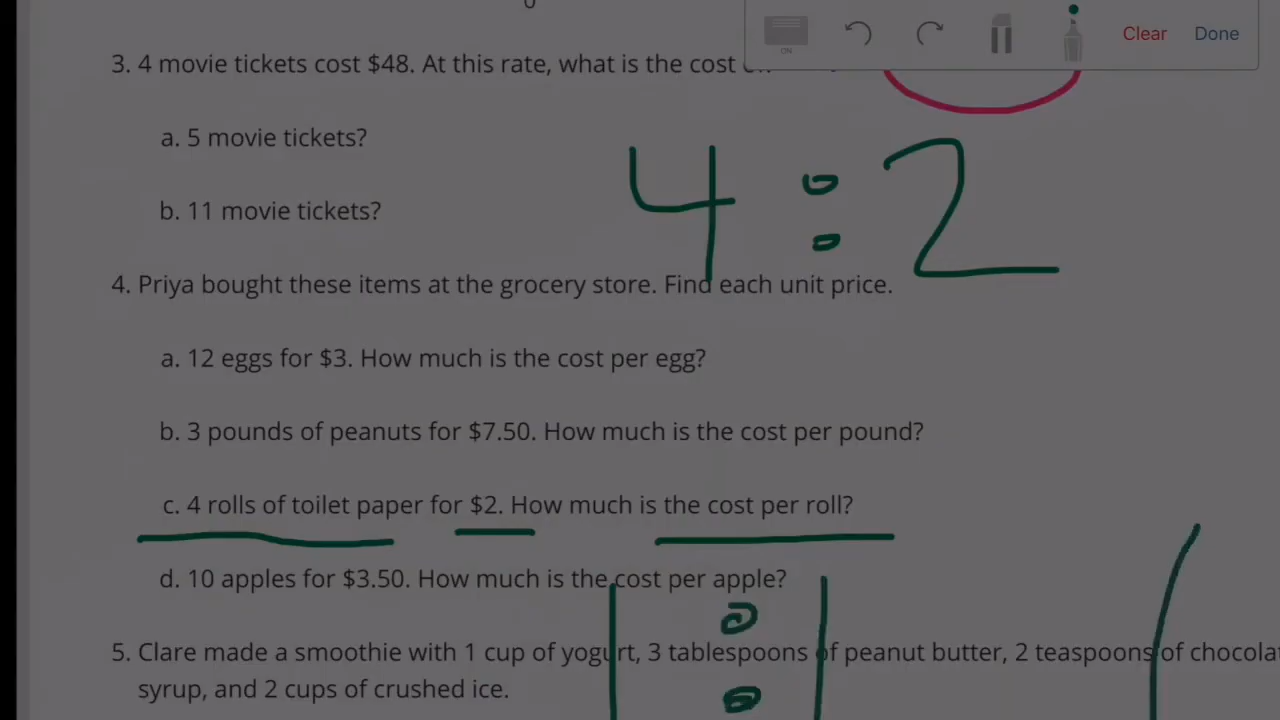 ON
Clear
Done
3. 4 movie tickets cost $48. At this rate, what is the cost
a. 5 movie tickets?
4 : 2
b. 11 movie tickets?
4. Priya bought these items at the grocery store. Find each unit price.
a. 12 eggs for $3. How much is the cost per egg?
b. 3 pounds of peanuts for $7.50. How much is the cost per pound?
c. 4 rolls of toilet paper for $2. How much is the cost per roll?
d. 10 apples for $3.50. How much is the cost per apple?
5. Clare made a smoothie with 1 cup of yogurt, 3 tablespoons of peanut butter, 2 teaspoons of
syrup, and 2 cups of crushed ice.